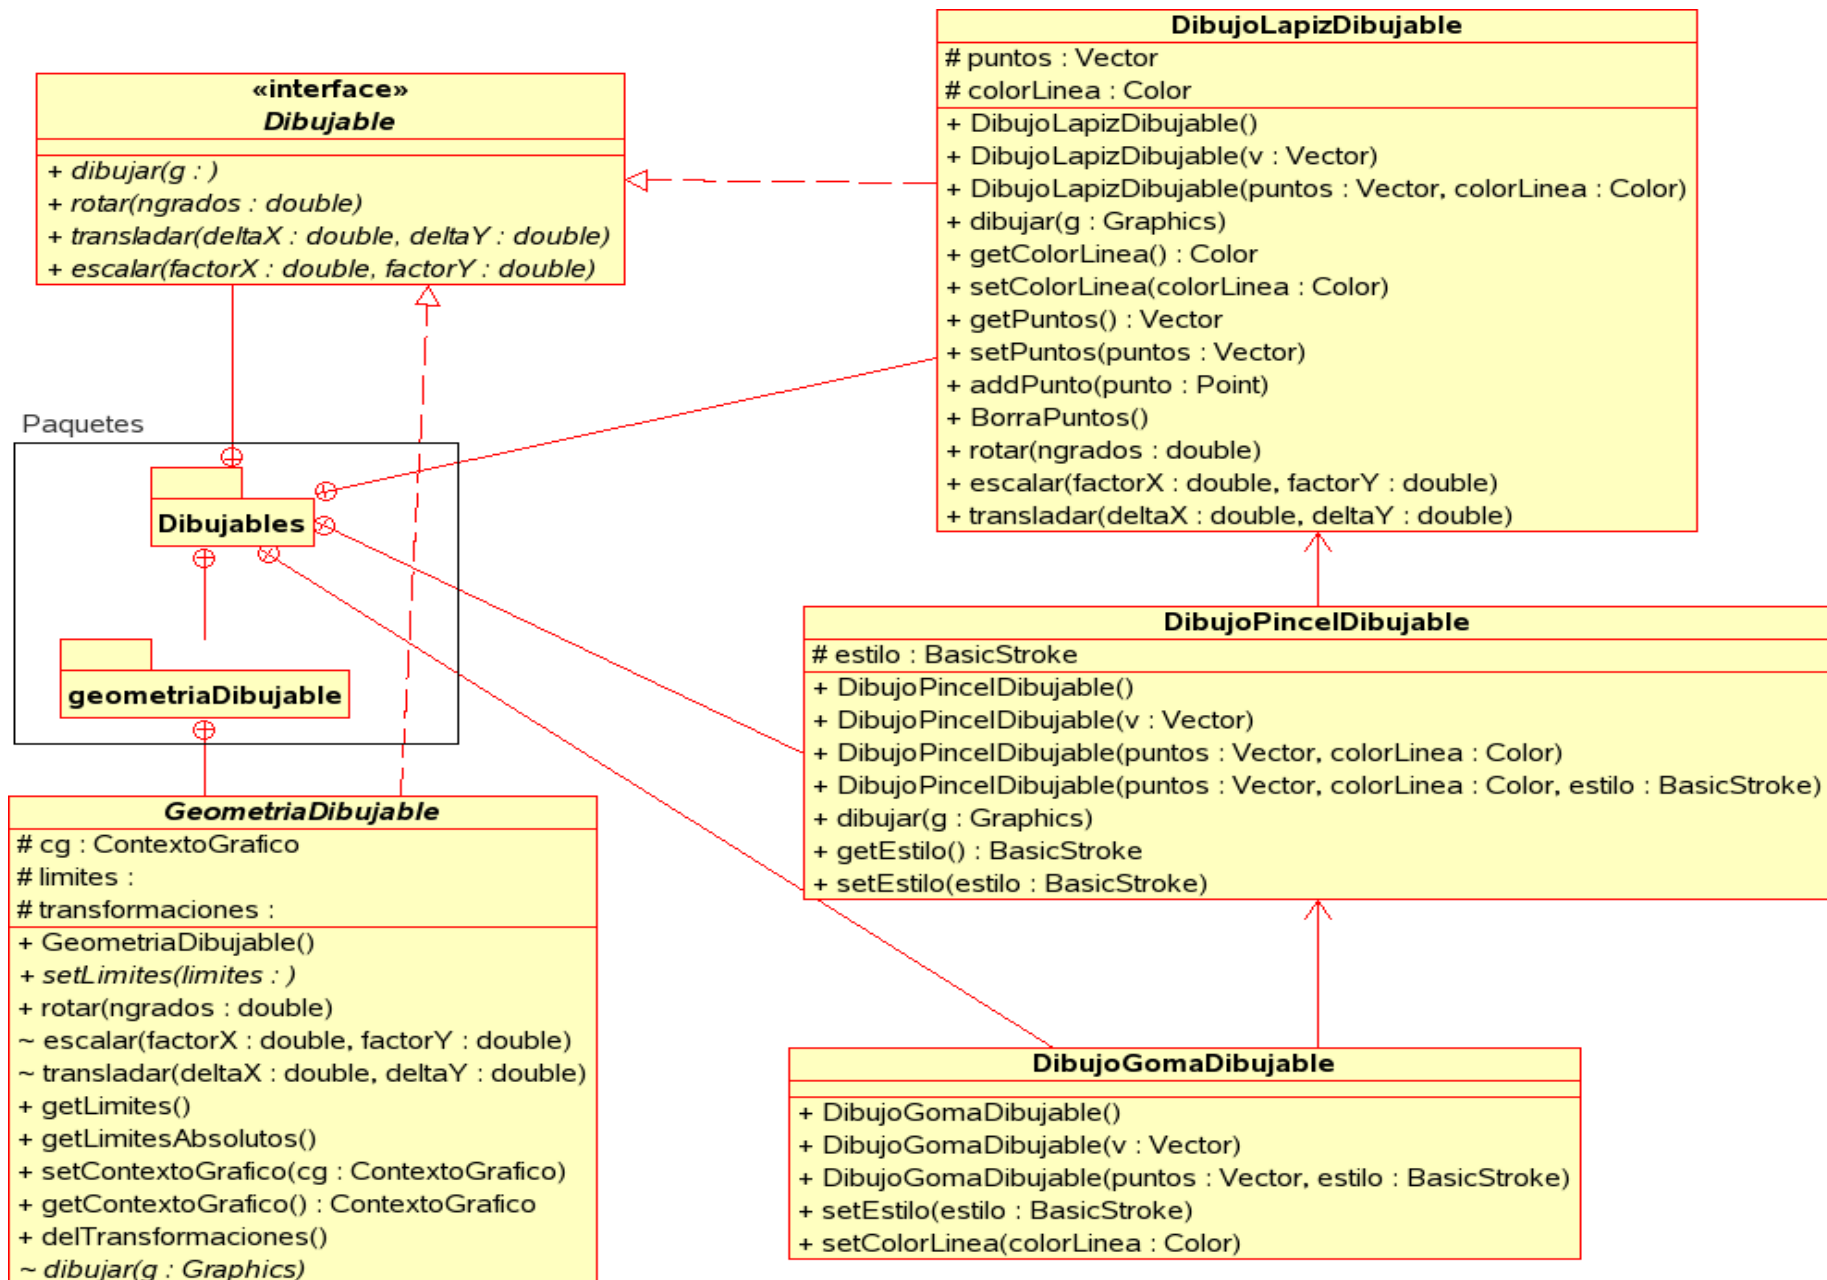 «interface»
Dibujable
+ dibujar(g : )
+ rotar(ngrados : double)
+ transladar(deltaX : double, deltaY : double)
+ escalar(factorX : double, factorY : double)
DibujoLapizDibujable
# puntos : Vector
# colorLinea : Color
+ DibujoLapizDibujable()
+ DibujoLapizDibujable(v : Vector)
+ DibujoLapizDibujable(puntos : Vector, colorLinea : Color)
+ dibujar(g : Graphics)
+ getColorLinea() : Color
+ setColorLinea(colorLinea : Color)
+ getPuntos() : Vector
+ setPuntos(puntos : Vector)
+ addPunto(punto : Point)
+ BorraPuntos()
+ rotar(ngrados : double)
+ escalar(factorX : double, factorY : double)
+ transladar(deltaX : double, deltaY : double)
Paquetes
Dibujables
geometriaDibujable
DibujoPincelDibujable
# estilo : BasicStroke
+ DibujoPincelDibujable()
+ DibujoPincelDibujable(v : Vector)
+ DibujoPincelDibujable(puntos : Vector, colorLinea : Color)
+ DibujoPincelDibujable(puntos : Vector, colorLinea : Color, estilo : BasicStroke)
+ dibujar(g : Graphics)
+ getEstilo() : BasicStroke
+ setEstilo(estilo : BasicStroke)
GeometriaDibujable
# cg : ContextoGrafico
# limites :
# transformaciones :
+ GeometriaDibujable()
+ setLimites(limites : )
+ rotar(ngrados : double)
~ escalar(factorX : double, factorY : double)
~ transladar(deltaX : double, deltaY : double)
+ getLimites()
+ getLimitesAbsolutos()
+ setContextoGrafico(cg : ContextoGrafico)
+ getContextoGrafico() : ContextoGrafico
+ delTransformaciones()
~ dibujar(g : Graphics)
DibujoGomaDibujable
+ DibujoGomaDibujable()
+ DibujoGomaDibujable(v : Vector)
+ DibujoGomaDibujable(puntos : Vector, estilo : BasicStroke)
+ setEstilo(estilo : BasicStroke)
+ setColorLinea(colorLinea : Color)